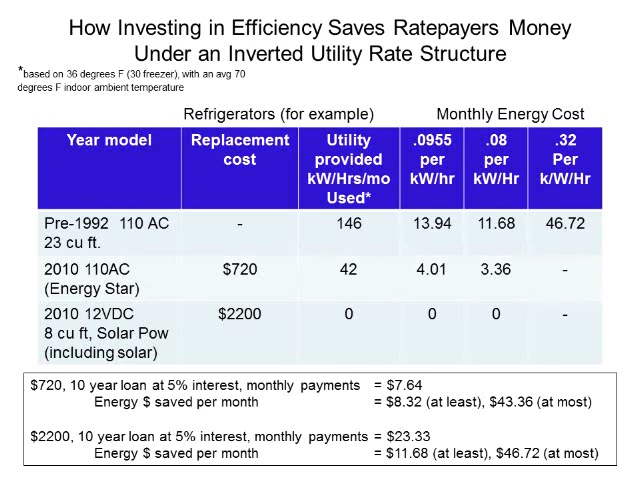 How Investing in Efficiency Saves Ratepayers Money
Under an Inverted Utility Rate Structure
*based on 36 degrees F (30 freezer), with an avg 70
degrees F indoor ambient temperature
Refrigerators (for example) Monthly Energy Cost
Year model Replacement cost Utility provided kW/Hrs/mo Used* .0955 per kW/hr .08 per kW/Hr .32 Per k/W/Hr
Pre-1992 110 AC 23 cu ft. - 146 13.94 11.68 46.72
2010 110AC (Energy Star) $720 42 4.01 3.36 -
2010 12VDC 8 cu ft, Solar Pow (including solar) $2200 0 0 0 -
$720, 10 year loan at 5% interest, monthly payments = $7.64
Energy $ saved per month = $8.32 (at least), $43.36 (at most)
$2200, 10 year loan at 5% interest, monthly payments = $23.33
Energy $ saved per month = $11.68 (at least), $46.72 (at most)